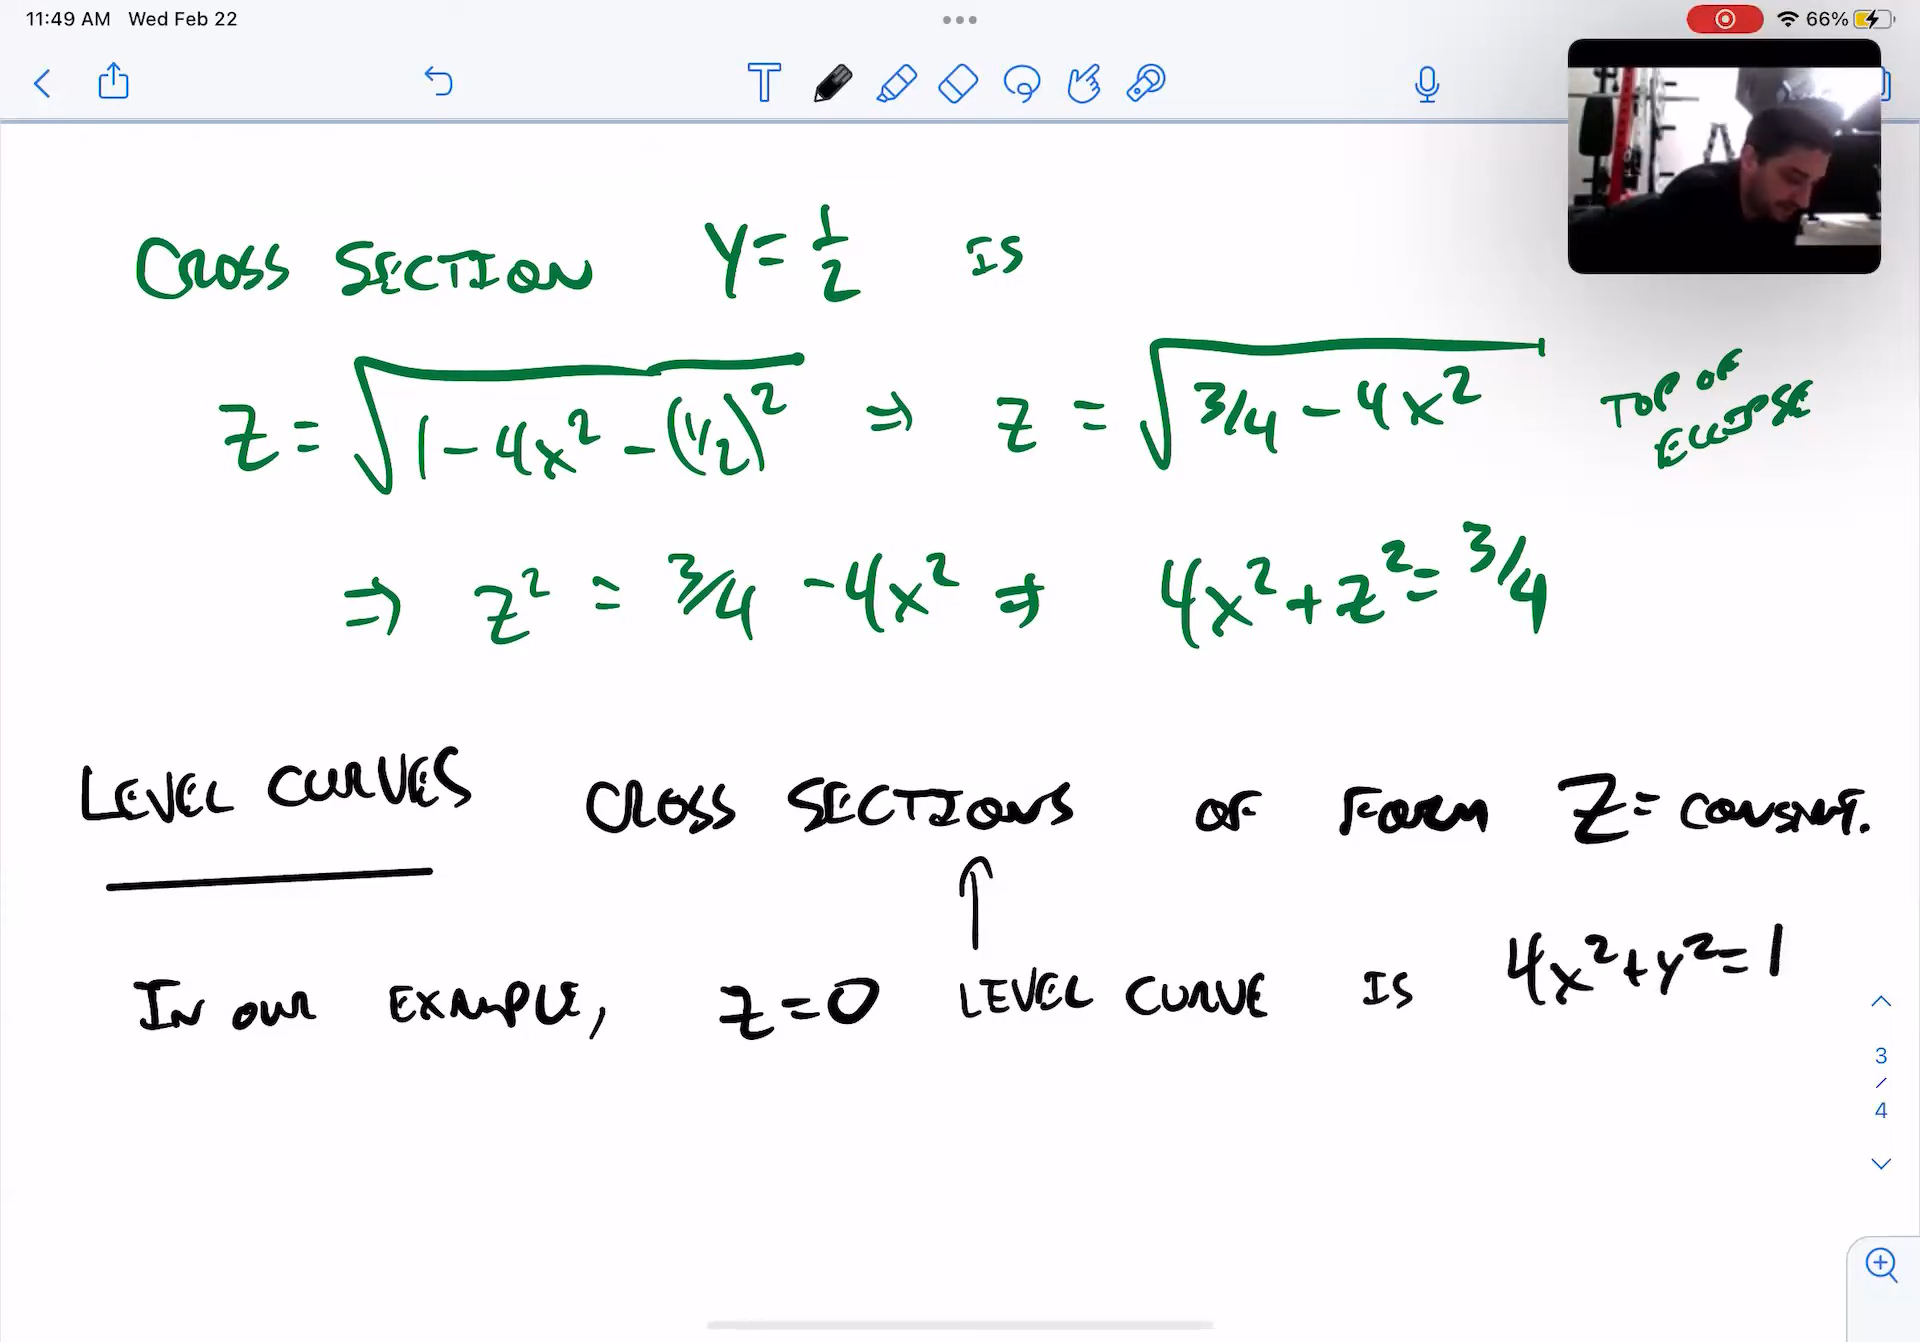 11:49 AM Wed Feb 22
66%
CROSS SECTION Y = 1/2 IS
Z = √(1 - 4x² - (1/2)²) ⇒ Z = √(3/4 - 4x²) TOP OF ELLIPSE
⇒ Z² = 3/4 - 4x² ⇒ 4x² + Z² = 3/4
LEVEL CURVES CROSS SECTIONS OF FORM Z = CONSNT.
↑
IN OUR EXAMPLE, Z = 0 LEVEL CURVE IS 4x² + y² = 1
3
/
4